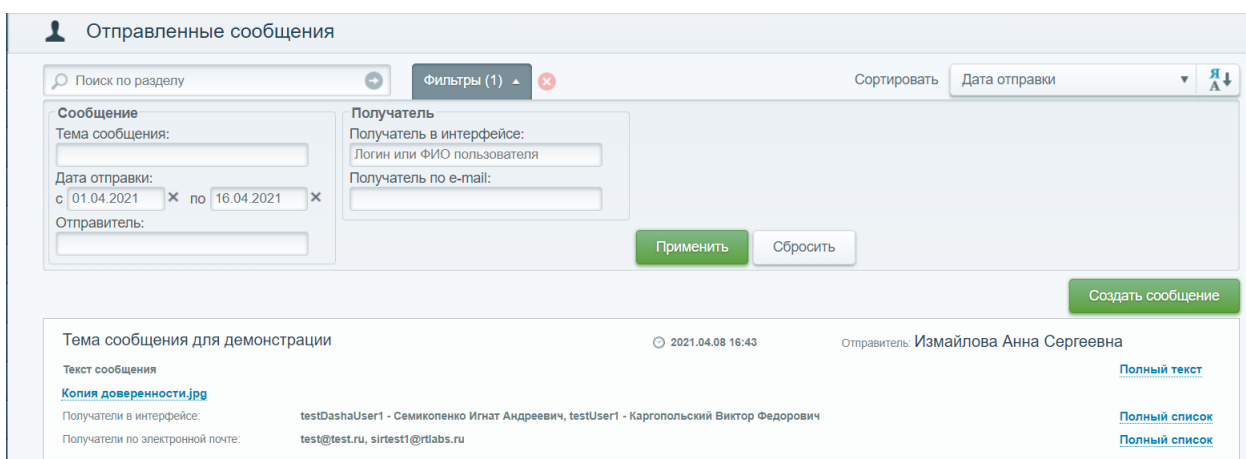 Отправленные сообщения
Поиск по разделу
Фильтры (1)
Сортировать
Дата отправки
Я
А
Сообщение
Тема сообщения:
Дата отправки:
с 01.04.2021 по 16.04.2021
Отправитель:
Получатель
Получатель в интерфейсе:
Логин или ФИО пользователя
Получатель по e-mail:
Применить
Сбросить
Создать сообщение
Тема сообщения для демонстрации 2021.04.08 16:43 Отправитель: Измайлова Анна Сергеевна
Текст сообщения Полный текст
Копия доверенности.jpg
Получатели в интерфейсе: testDashaUser1 - Семикопенко Игнат Андреевич, testUser1 - Каргопольский Виктор Федорович Полный список
Получатели по электронной почте: test@test.ru, sirtest1@rtlabs.ru Полный список